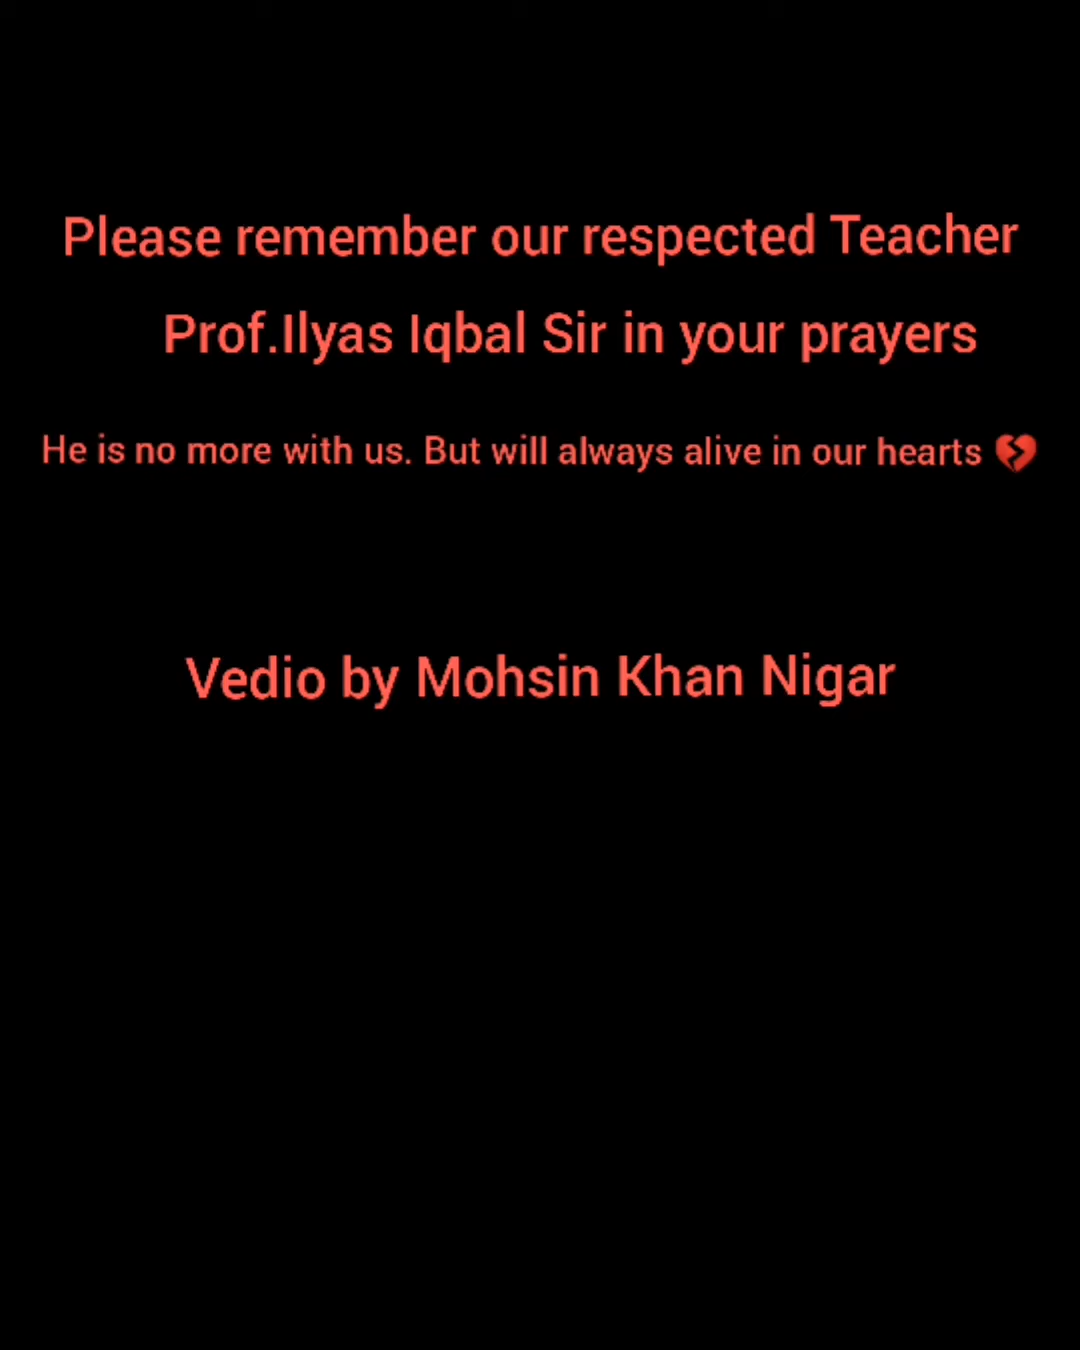 Please remember our respected Teacher
Prof.Ilyas Iqbal Sir in your prayers
He is no more with us. But will always alive in our hearts 💔
Vedio by Mohsin Khan Nigar